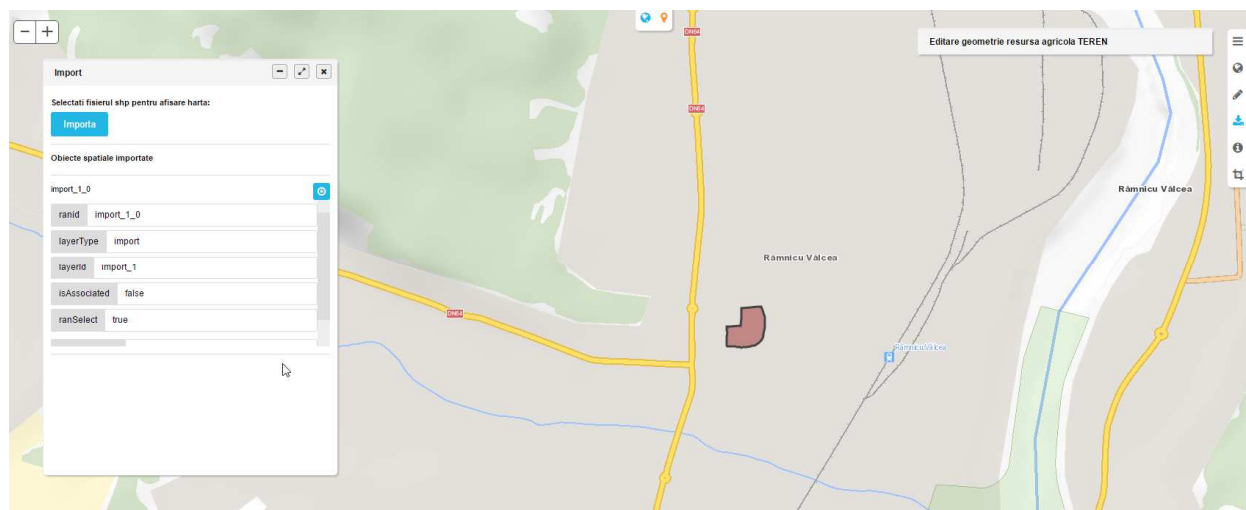 DN64
Editare geometrie resursa agricola TEREN
Import
Selectati fisierul shp pentru afisare harta:
Importa
Obiecte spatiale importate
import_1_0
ranid import_1_0
layerType import
layerId import_1
isAssociated false
ranSelect true
DN64
Râmnicu Vâlcea
Râmnicu Vâlcea
DN64
Râmnicu Vâlcea